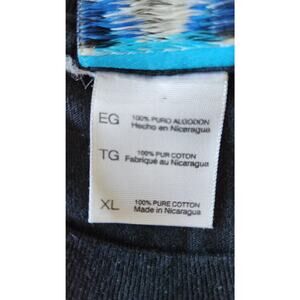 EG 100% PURO ALGODON
Hecho en Nicaragua
TG 100% PUR COTON
Fabriqué au Nicaragua
XL 100% PURE COTTON
Made in Nicaragua